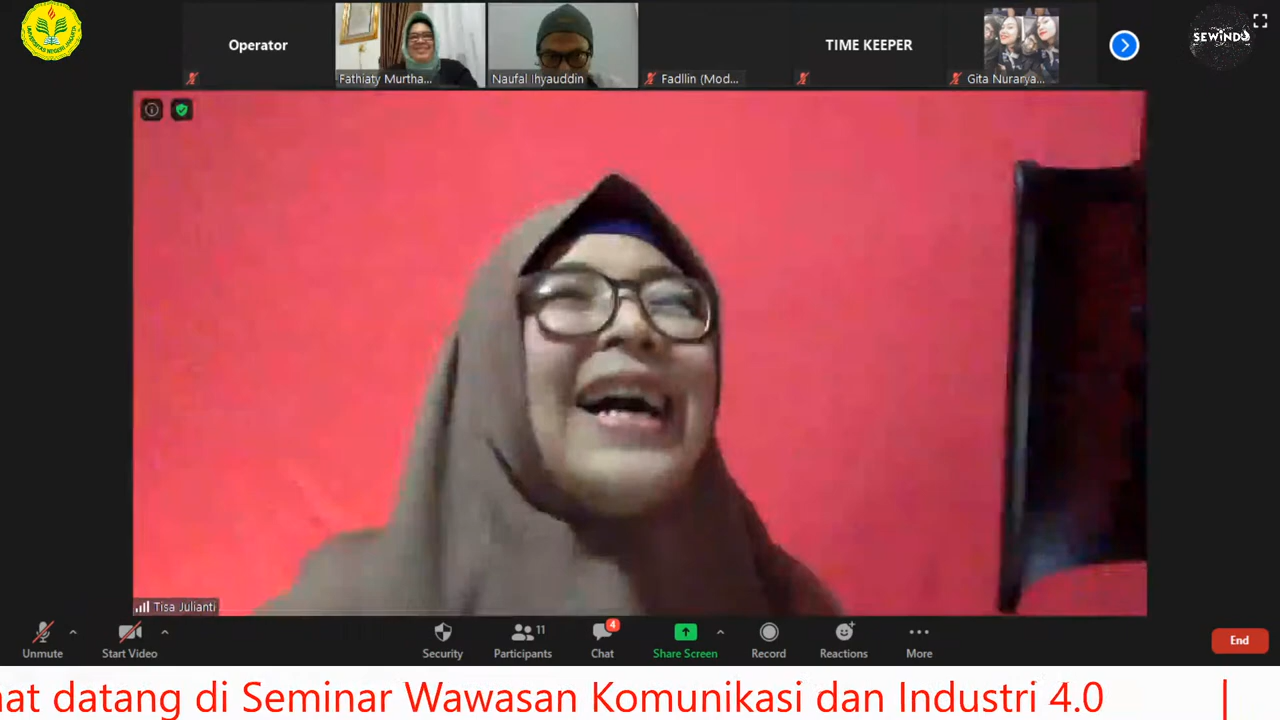 Operator
TIME KEEPER
SEWINDU
Fathiaty Murtha...
Naufal Ihyauddin
Fadllin (Mod...
Gita Nurarya...
Tisa Julianti
11
4
Unmute
Start Video
Security
Participants
Chat
Share Screen
Record
Reactions
More
End
at datang di Seminar Wawasan Komunikasi dan Industri 4.0 |